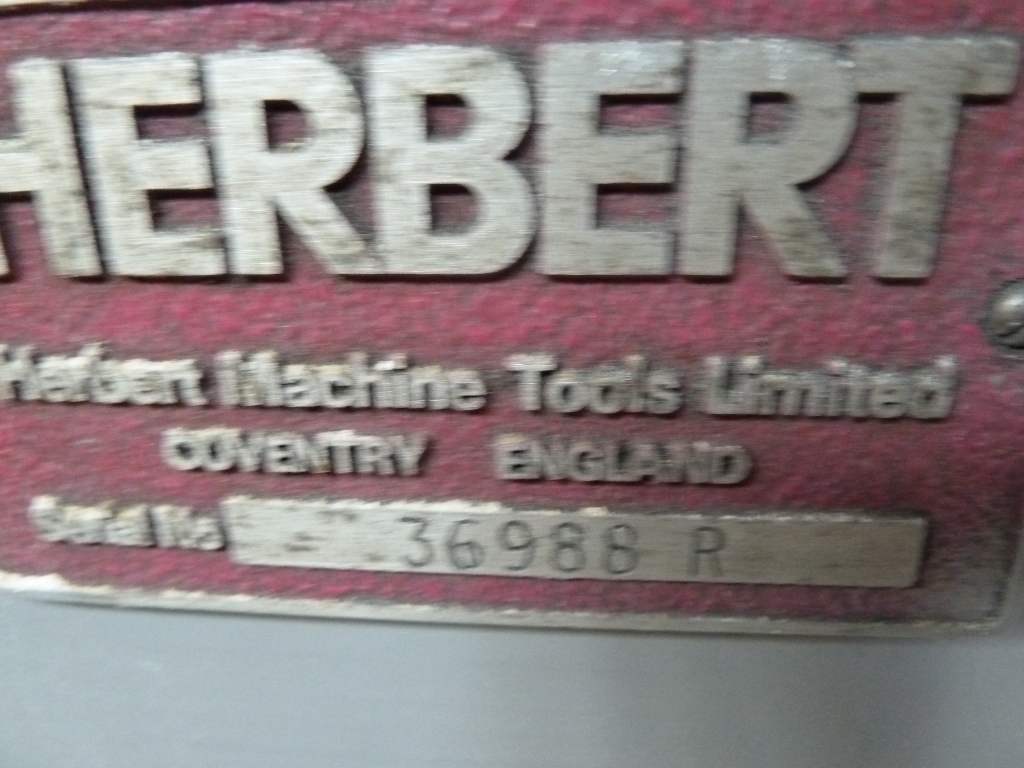 HERBERT
Herbert Machine Tools Limited
COVENTRY ENGLAND
Serial No 36988 R